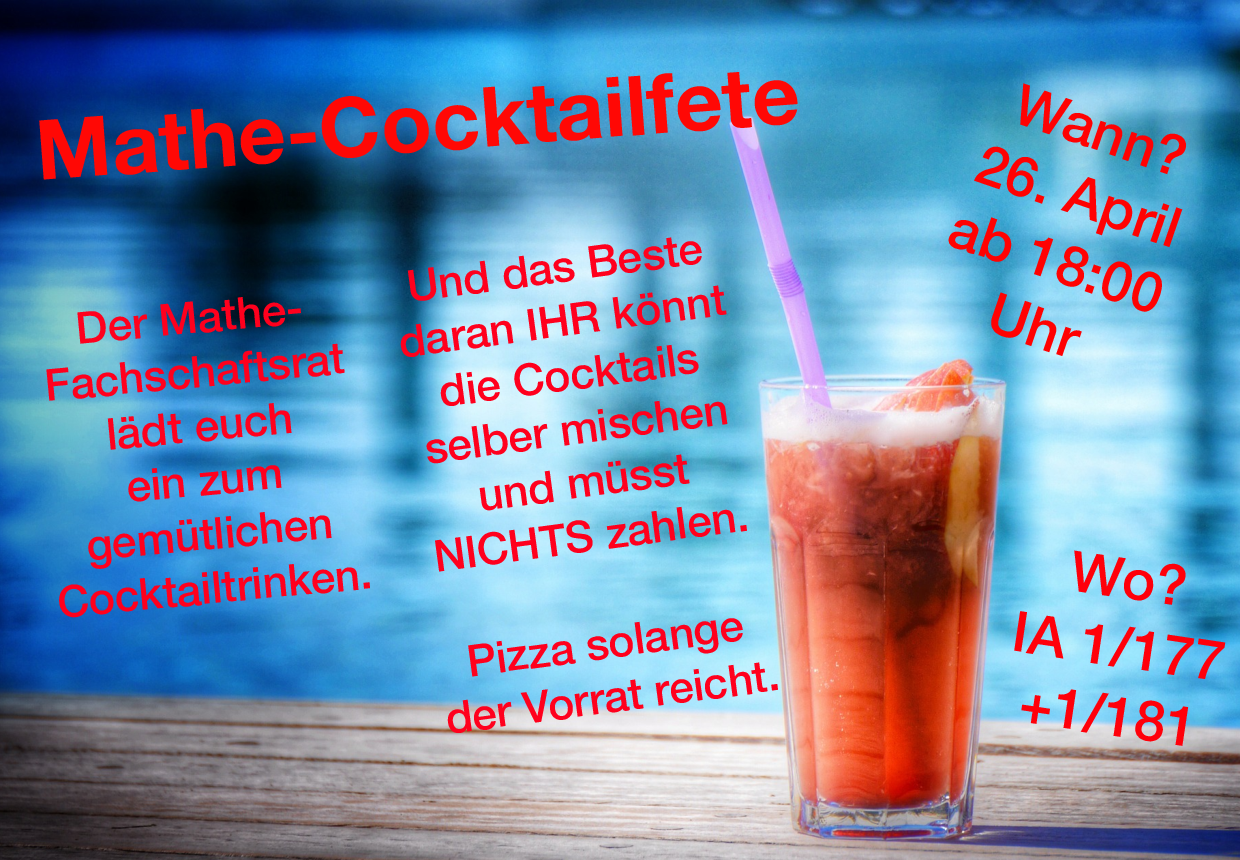 Mathe-Cocktailfete
Wann?
26. April
ab 18:00
Uhr
Der Mathe-
Fachschaftsrat
lädt euch
ein zum
gemütlichen
Cocktailtrinken.
Und das Beste
daran IHR könnt
die Cocktails
selber mischen
und müsst
NICHTS zahlen.
Pizza solange
der Vorrat reicht.
Wo?
IA 1/177
+1/181